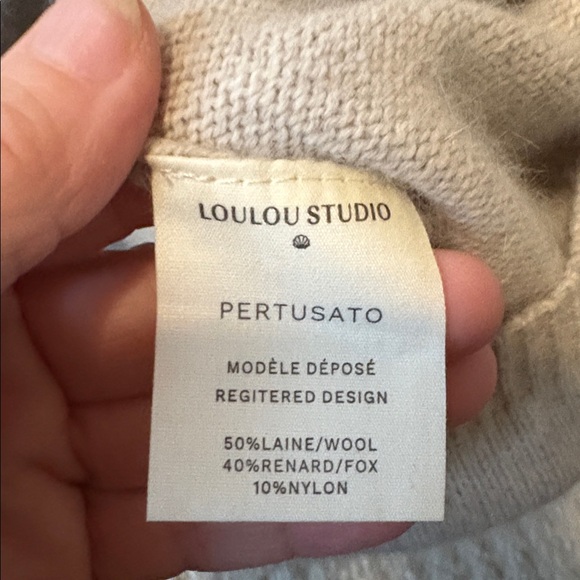 LOULOU STUDIO
PERTUSATO
MODÈLE DÉPOSÉ
REGITERED DESIGN
50%LAINE/WOOL
40%RENARD/FOX
10%NYLON